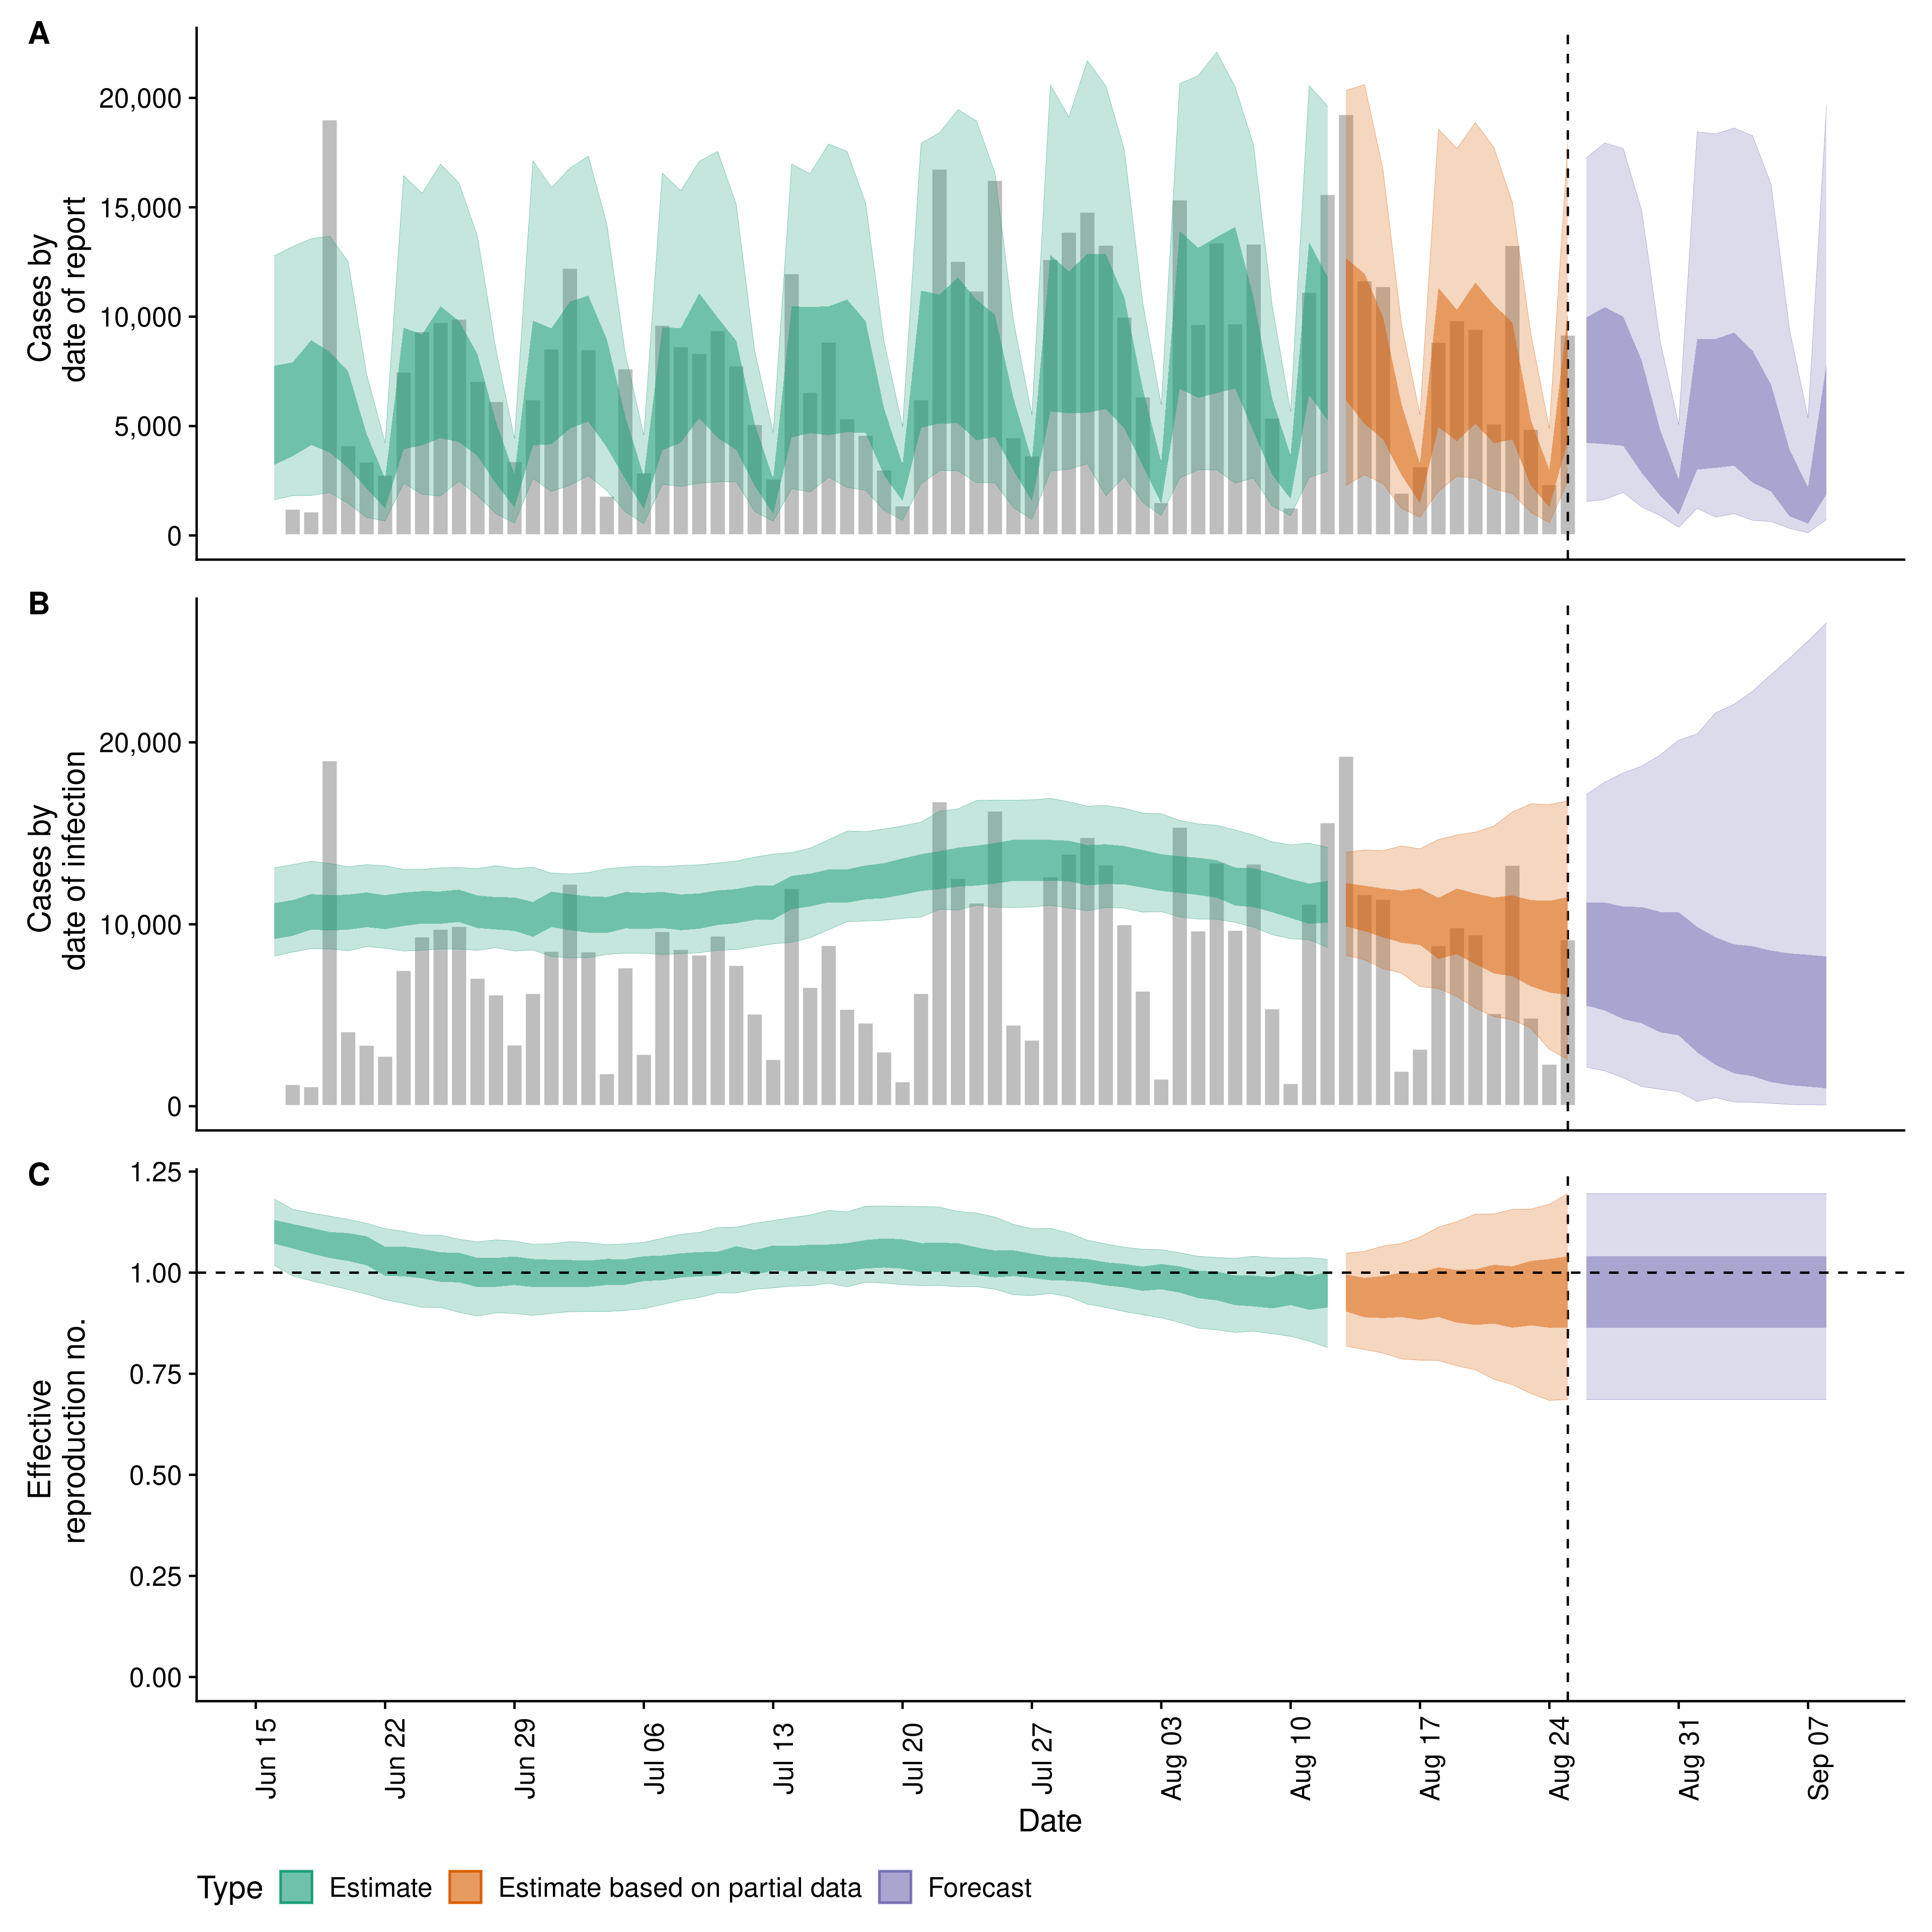 A
Cases by
date of report
20,000
15,000
10,000
5,000
0
B
Cases by
date of infection
20,000
10,000
0
C
Effective
reproduction no.
1.25
1.00
0.75
0.50
0.25
0.00
Jun 15
Jun 22
Jun 29
Jul 06
Jul 13
Jul 20
Jul 27
Aug 03
Aug 10
Aug 17
Aug 24
Aug 31
Sep 07
Date
Type Estimate Estimate based on partial data Forecast